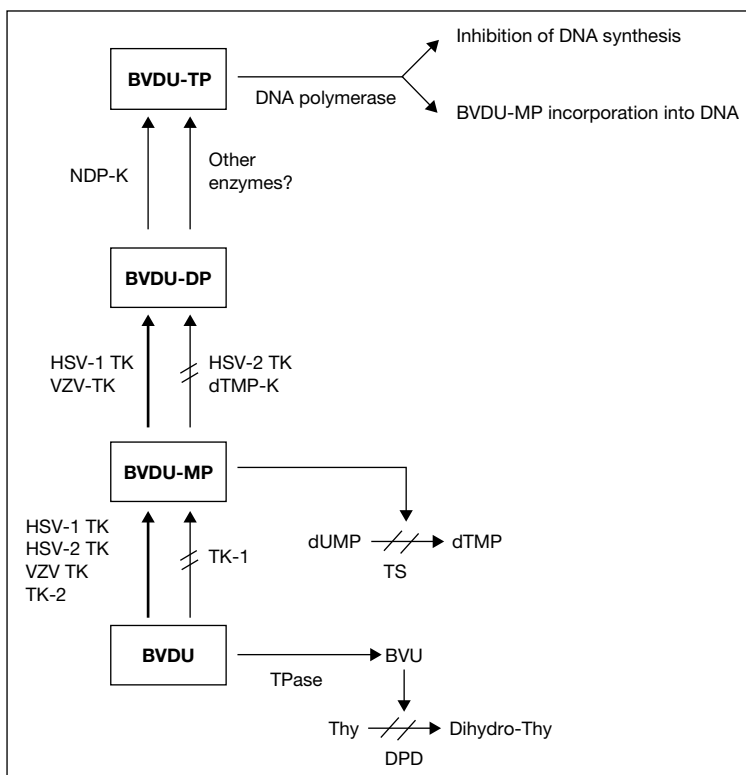 Inhibition of DNA synthesis
BVDU-TP
DNA polymerase
BVDU-MP incorporation into DNA
NDP-K
Other
enzymes?
BVDU-DP
HSV-1 TK
VZV-TK
HSV-2 TK
dTMP-K
BVDU-MP
HSV-1 TK
HSV-2 TK
VZV TK
TK-2
TK-1
dUMP
dTMP
TS
BVDU
TPase
BVU
Thy
Dihydro-Thy
DPD